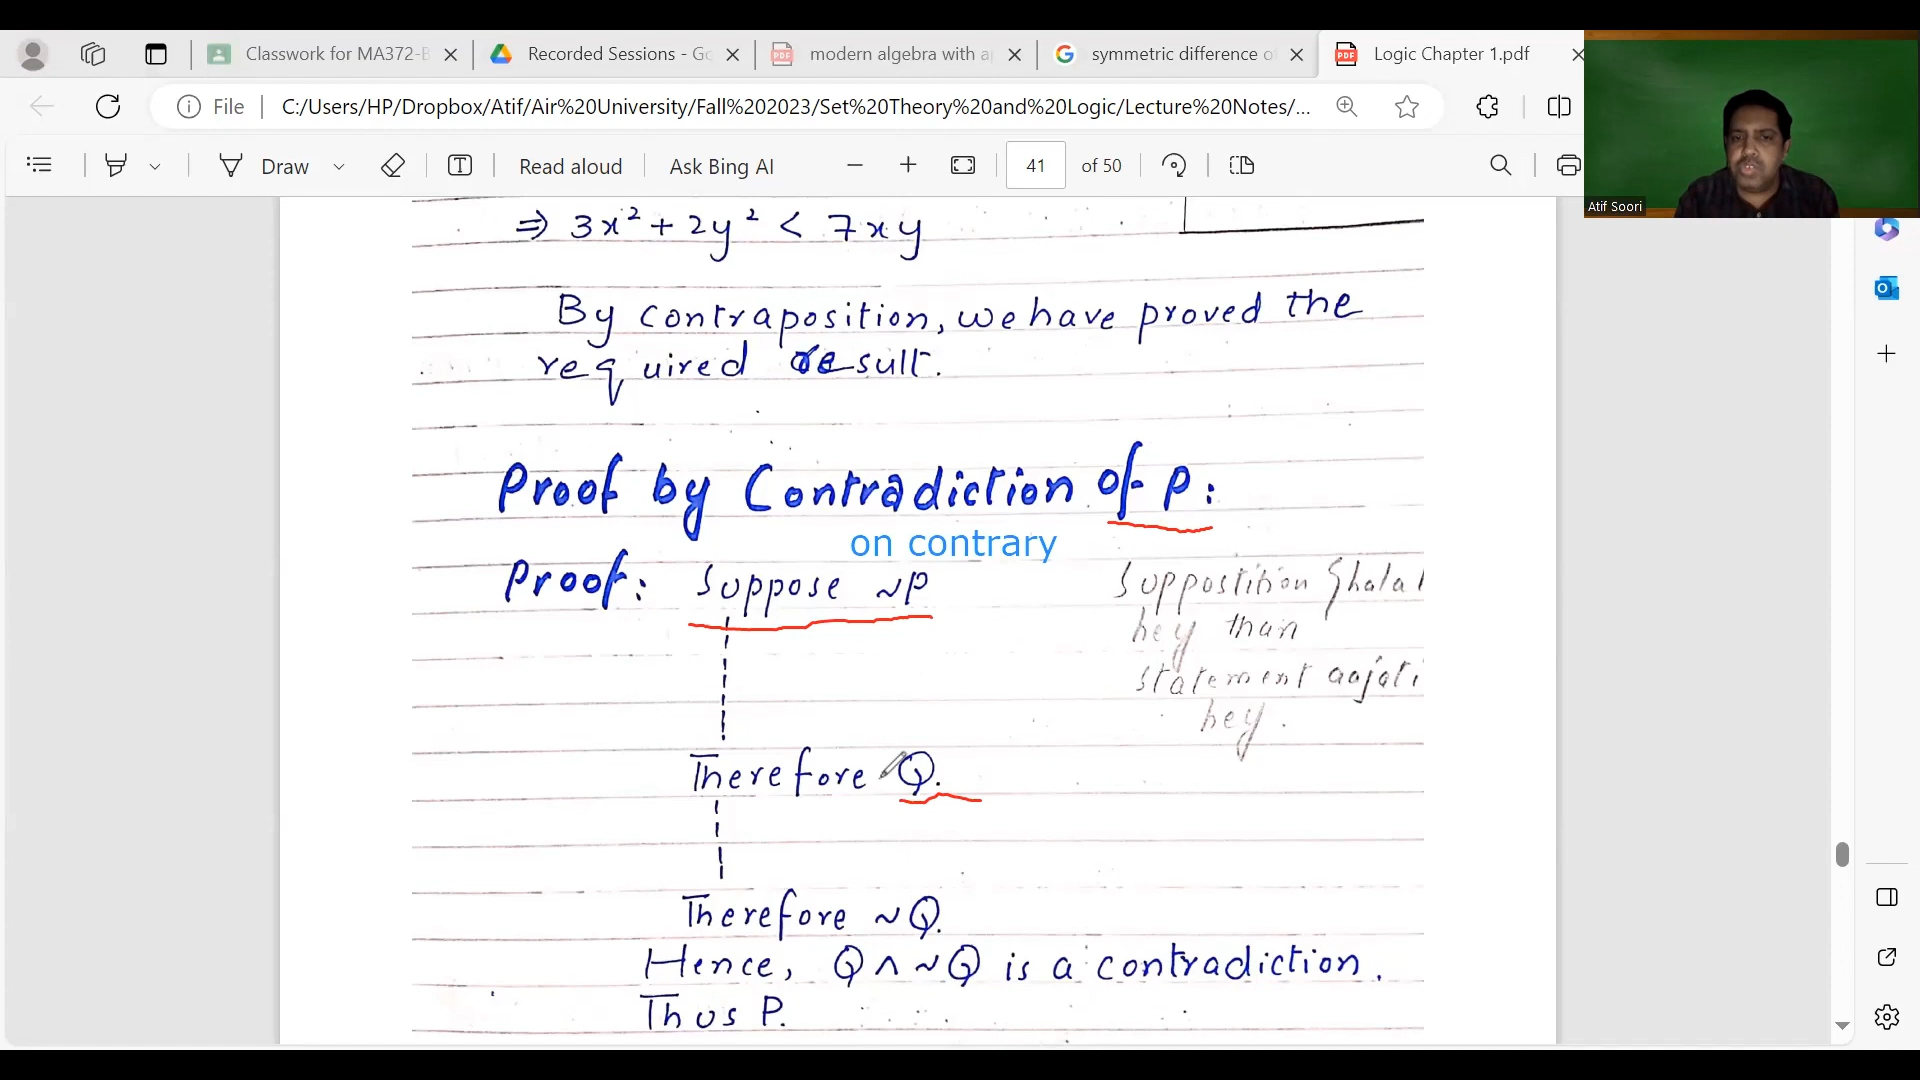 Classwork for MA372-B
Recorded Sessions - Go
modern algebra with a
symmetric difference o
Logic Chapter 1.pdf
File
C:/Users/HP/Dropbox/Atif/Air%20University/Fall%202023/Set%20Theory%20and%20Logic/Lecture%20Notes/...
Draw
Read aloud
Ask Bing AI
41
of 50
Atif Soori
⇒ 3x² + 2y² < 7xy
By contraposition, we have proved the
required result.
Proof by Contradiction of P:
on contrary
Proof: Suppose ~P
Suppostition Ghalat
hey than
statement aajati
hey.
Therefore Q.
Therefore ~Q.
Hence, Q ∧ ~Q is a contradiction.
Thus P.